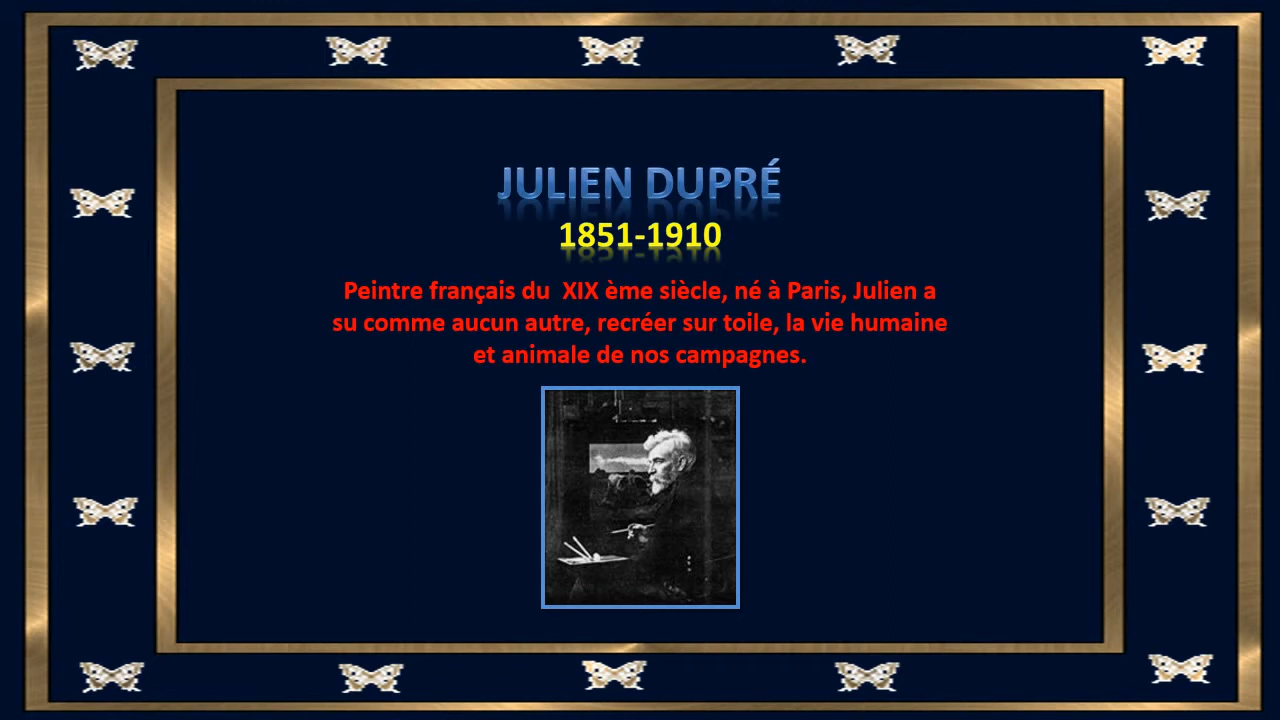 JULIEN DUPRÉ
1851-1910
Peintre français du  XIX ème siècle, né à Paris, Julien a
su comme aucun autre, recréer sur toile, la vie humaine
et animale de nos campagnes.